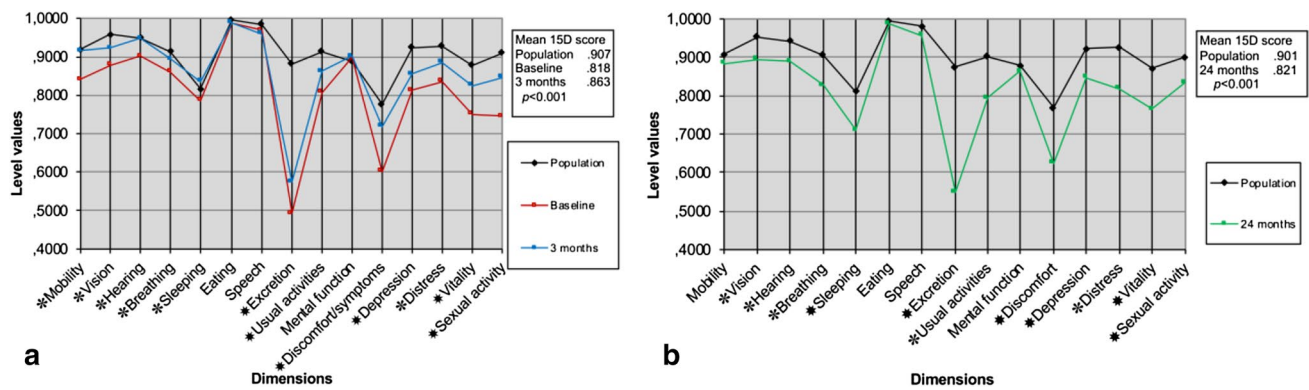 1,0000
,9000
,8000
,7000
,6000
,5000
,4000
Level values
✱Mobility
✱Vision
✱Hearing
✱Breathing
✱Sleeping
Eating
Speech
✷Excretion
✷Usual activities
Mental function
✷Discomfort/symptoms
✷Depression
✱Distress
✷Vitality
✷Sexual activity
Dimensions
Mean 15D score
Population .907
Baseline .818
3 months .863
p<0.001
Population
Baseline
3 months
a
1,0000
,9000
,8000
,7000
,6000
,5000
,4000
Level values
Mobility
✱Vision
✱Hearing
✱Breathing
✷Sleeping
Eating
Speech
✷Excretion
✱Usual activities
Mental function
✷Discomfort
✷Depression
✱Distress
✷Vitality
✷Sexual activity
Dimensions
Mean 15D score
Population .901
24 months .821
p<0.001
Population
24 months
b